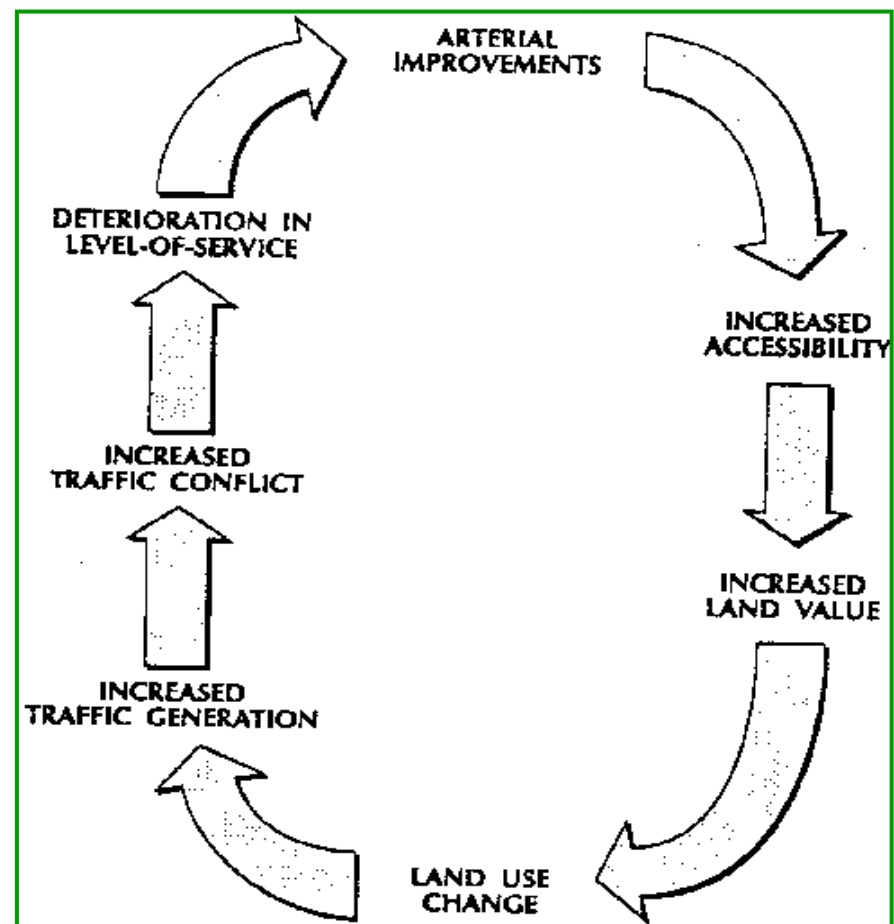 ARTERIAL
IMPROVEMENTS
INCREASED
ACCESSIBILITY
INCREASED
LAND VALUE
LAND USE
CHANGE
INCREASED
TRAFFIC GENERATION
INCREASED
TRAFFIC CONFLICT
DETERIORATION IN
LEVEL-OF-SERVICE